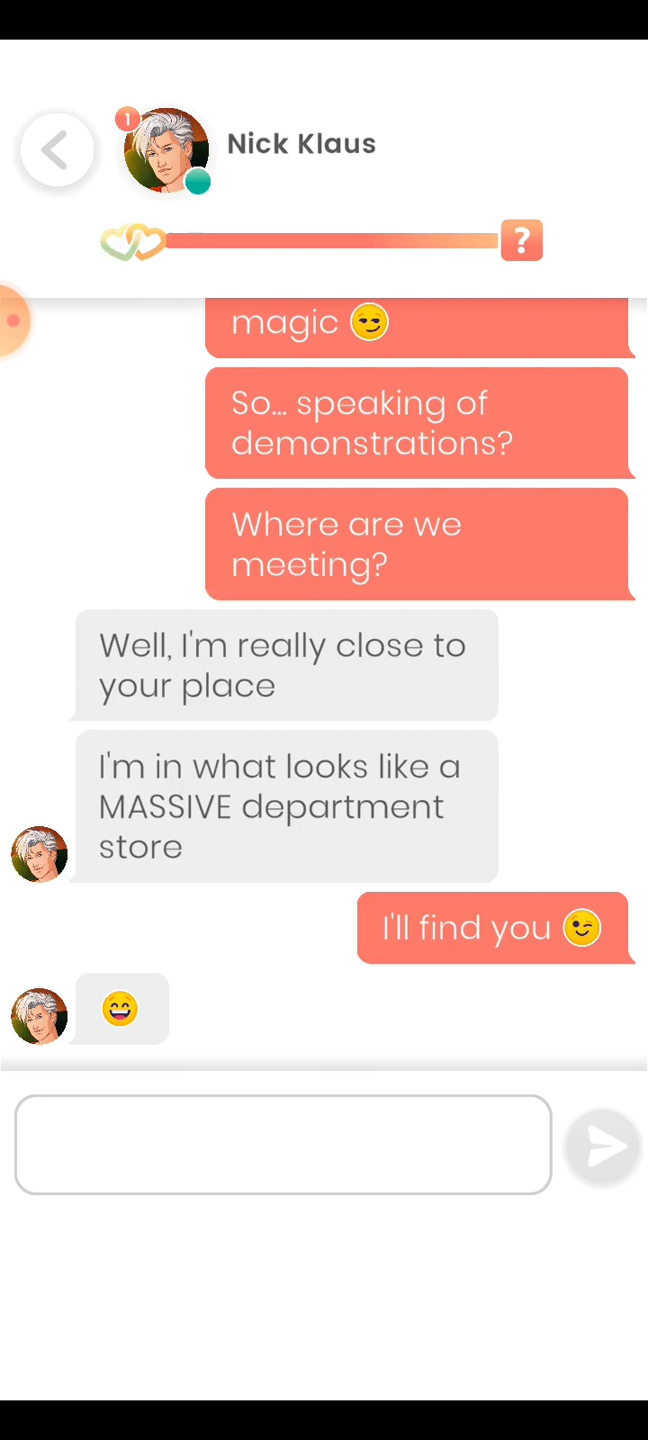 1
Nick Klaus
?
magic 😏
So... speaking of
demonstrations?
Where are we
meeting?
Well, I'm really close to
your place
I'm in what looks like a
MASSIVE department
store
I'll find you 😉
😄